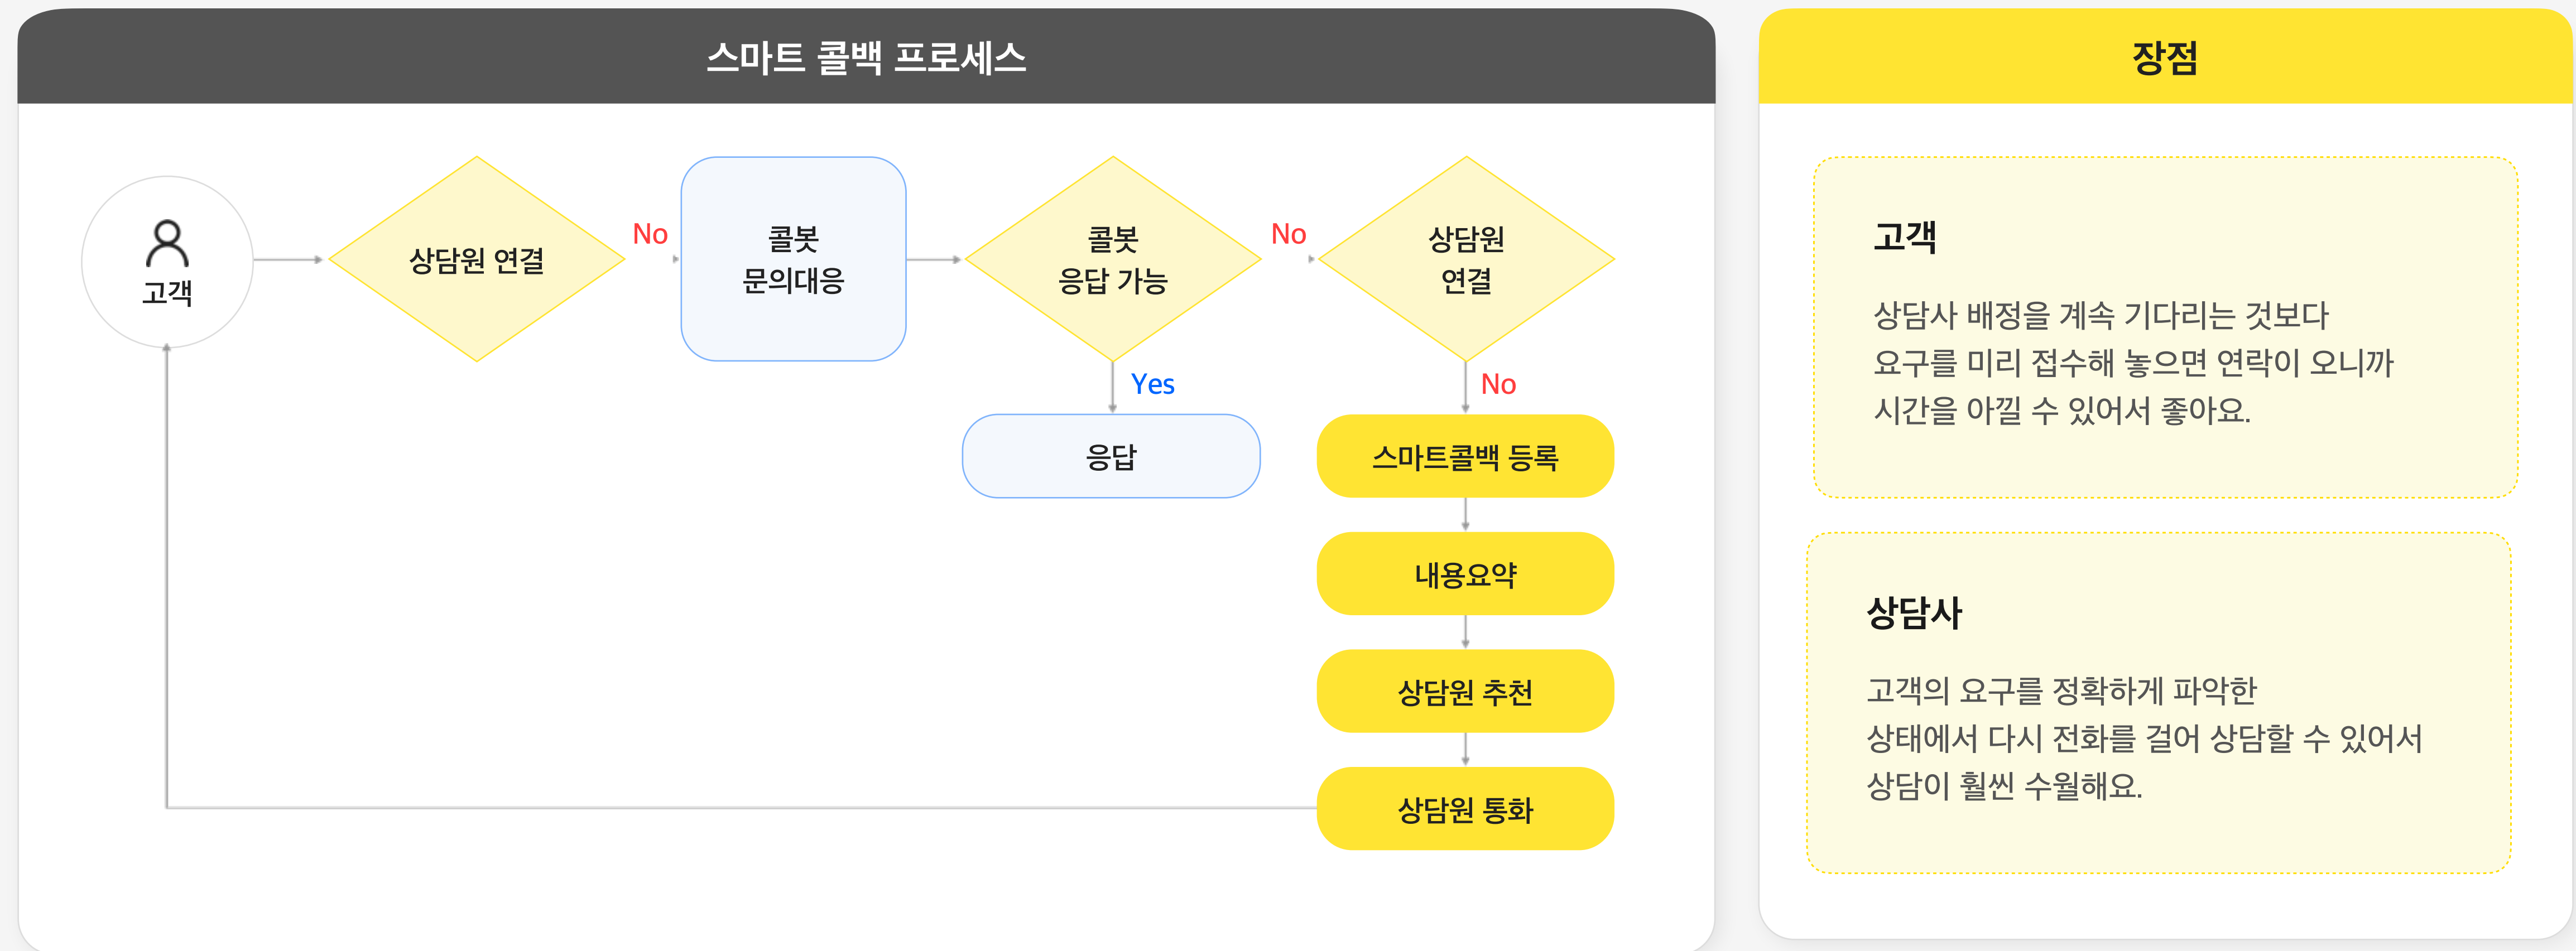 스마트 콜백 프로세스
고객
상담원 연결
No
콜봇
문의대응
콜봇
응답 가능
No
상담원
연결
Yes
No
응답
스마트콜백 등록
내용요약
상담원 추천
상담원 통화
장점
고객
상담사 배정을 계속 기다리는 것보다
요구를 미리 접수해 놓으면 연락이 오니까
시간을 아낄 수 있어서 좋아요.
상담사
고객의 요구를 정확하게 파악한
상태에서 다시 전화를 걸어 상담할 수 있어서
상담이 훨씬 수월해요.